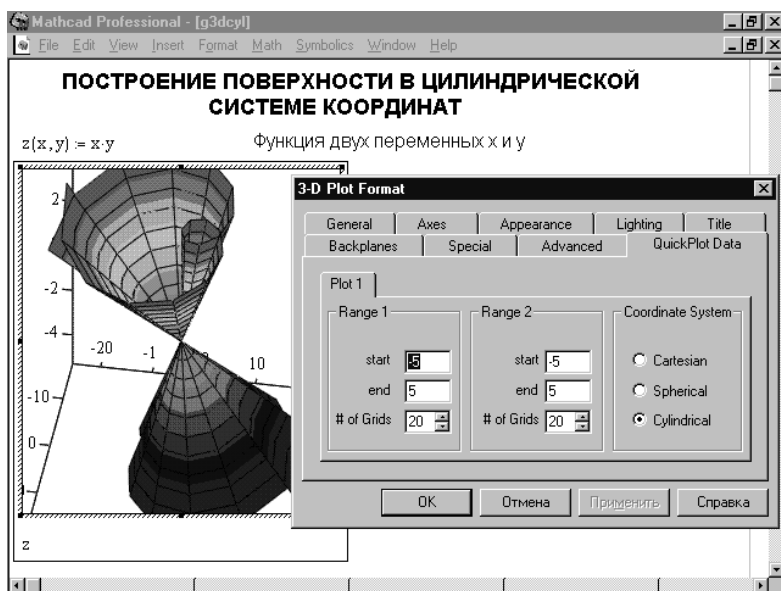 Mathcad Professional - [g3dcyl]
File Edit View Insert Format Math Symbolics Window Help
ПОСТРОЕНИЕ ПОВЕРХНОСТИ В ЦИЛИНДРИЧЕСКОЙ
СИСТЕМЕ КООРДИНАТ
z(x,y) := x·y
Функция двух переменных x и y
2
-2
-4
-20
-1
10
-10
0
z
3-D Plot Format
General Axes Appearance Lighting Title
Backplanes Special Advanced QuickPlot Data
Plot 1
Range 1
start -5
end 5
# of Grids 20
Range 2
start -5
end 5
# of Grids 20
Coordinate System
Cartesian
Spherical
Cylindrical
OK Отмена Применить Справка